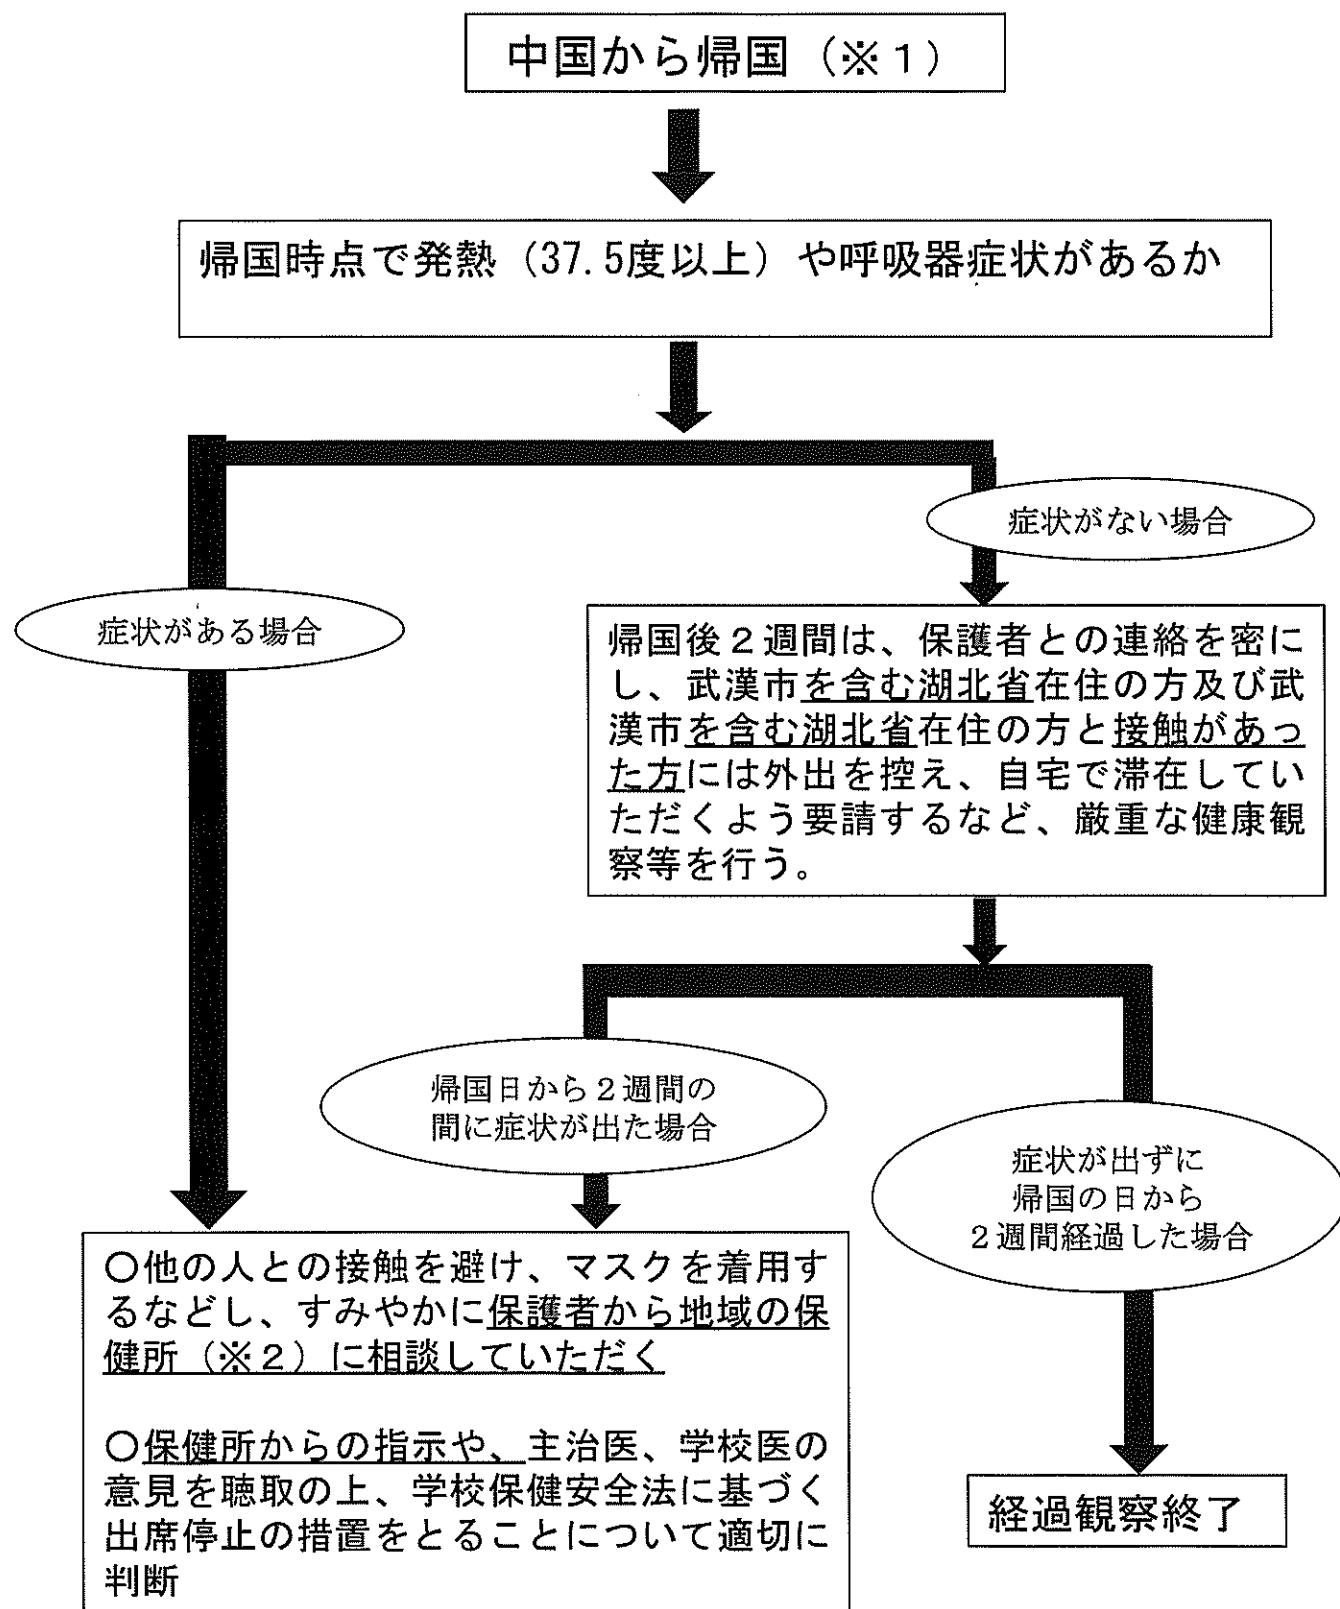 中国から帰国（※１）
帰国時点で発熱（37.5度以上）や呼吸器症状があるか
症状がない場合
症状がある場合
帰国後２週間は、保護者との連絡を密に
し、武漢市を含む湖北省在住の方及び武
漢市を含む湖北省在住の方と接触があっ
た方には外出を控え、自宅で滞在してい
ただくよう要請するなど、厳重な健康観
察等を行う。
帰国日から２週間の
間に症状が出た場合
症状が出ずに
帰国の日から
２週間経過した場合
〇他の人との接触を避け、マスクを着用す
るなどし、すみやかに保護者から地域の保
健所（※２）に相談していただく
〇保健所からの指示や、主治医、学校医の
意見を聴取の上、学校保健安全法に基づく
出席停止の措置をとることについて適切に
判断
経過観察終了